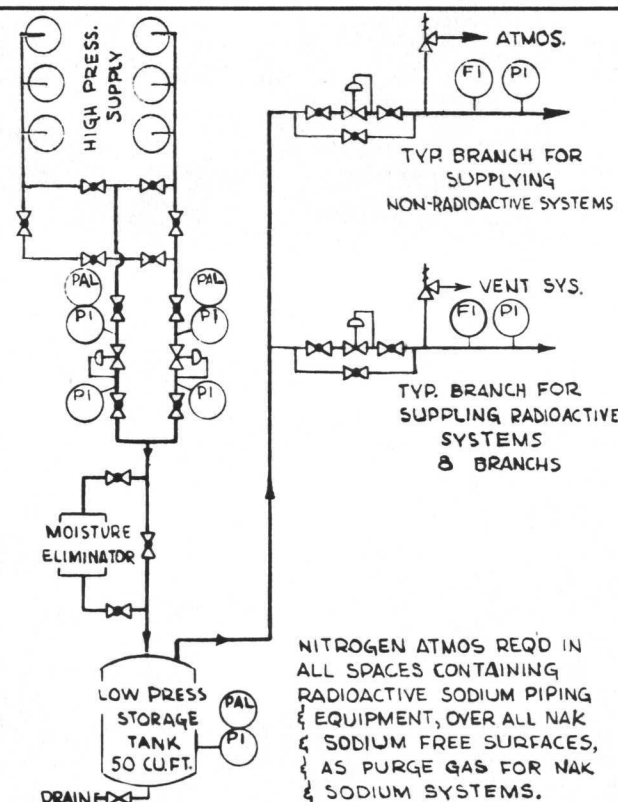 HIGH PRESS.
SUPPLY
ATMOS.
FI
PI
TYP. BRANCH FOR
SUPPLYING
NON-RADIOACTIVE SYSTEMS
PAL
PAL
PI
PI
VENT SYS.
FI
PI
PI
PI
TYP. BRANCH FOR
SUPPLING RADIOACTIVE
SYSTEMS
8 BRANCHS
MOISTURE
ELIMINATOR
LOW PRESS
STORAGE
TANK
50 CU.FT.
PAL
PI
DRAIN
NITROGEN ATMOS REQ'D IN
ALL SPACES CONTAINING
RADIOACTIVE SODIUM PIPING
& EQUIPMENT, OVER ALL NAK
& SODIUM FREE SURFACES,
& AS PURGE GAS FOR NAK
& SODIUM SYSTEMS.